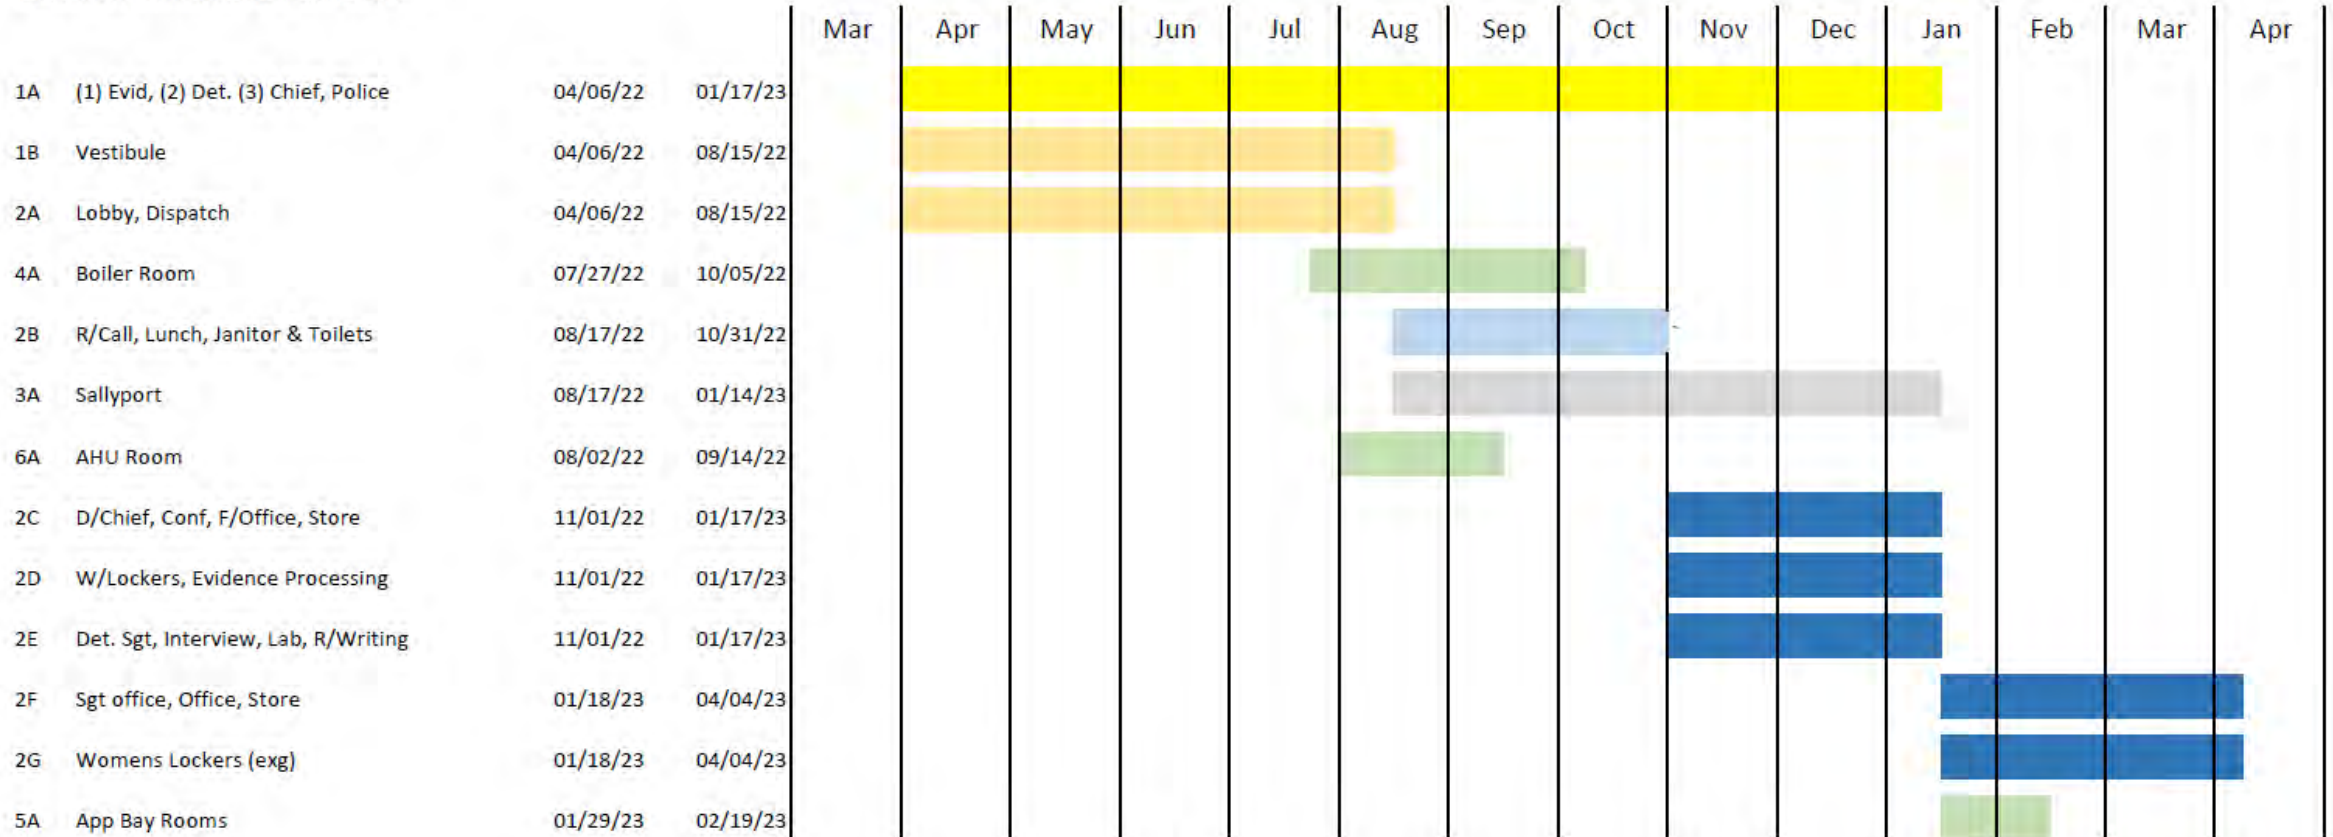 Mar Apr May Jun Jul Aug Sep Oct Nov Dec Jan Feb Mar Apr
1A (1) Evid, (2) Det. (3) Chief, Police 04/06/22 01/17/23
1B Vestibule 04/06/22 08/15/22
2A Lobby, Dispatch 04/06/22 08/15/22
4A Boiler Room 07/27/22 10/05/22
2B R/Call, Lunch, Janitor & Toilets 08/17/22 10/31/22
3A Sallyport 08/17/22 01/14/23
6A AHU Room 08/02/22 09/14/22
2C D/Chief, Conf, F/Office, Store 11/01/22 01/17/23
2D W/Lockers, Evidence Processing 11/01/22 01/17/23
2E Det. Sgt, Interview, Lab, R/Writing 11/01/22 01/17/23
2F Sgt office, Office, Store 01/18/23 04/04/23
2G Womens Lockers (exg) 01/18/23 04/04/23
5A App Bay Rooms 01/29/23 02/19/23